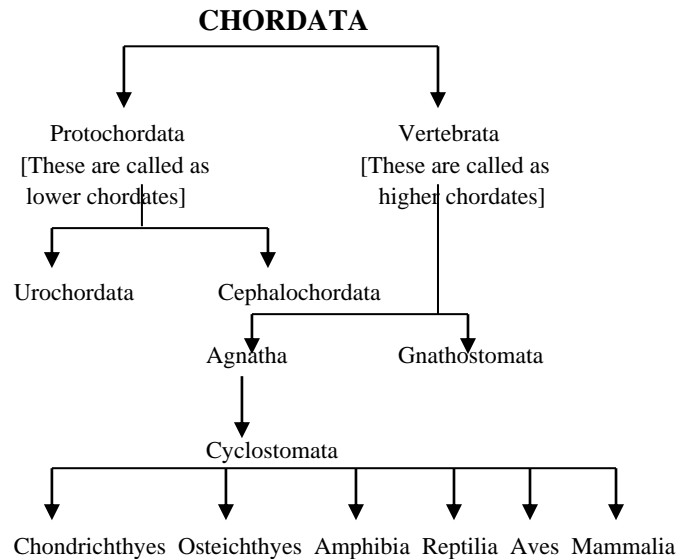 CHORDATA
Protochordata
[These are called as
lower chordates]
Vertebrata
[These are called as
higher chordates]
Urochordata
Cephalochordata
Agnatha
Gnathostomata
Cyclostomata
Chondrichthyes Osteichthyes Amphibia Reptilia Aves Mammalia